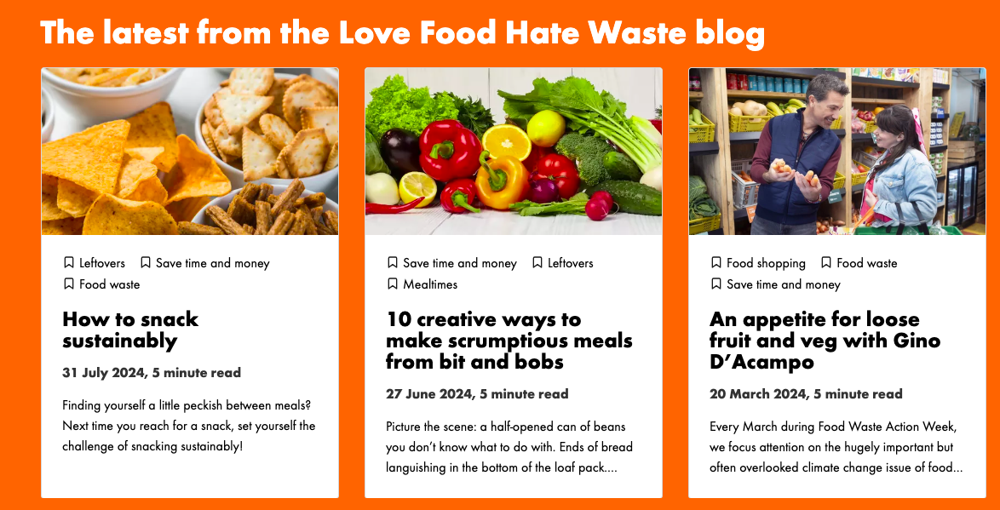 The latest from the Love Food Hate Waste blog
Leftovers Save time and money
Food waste
How to snack
sustainably
31 July 2024, 5 minute read
Finding yourself a little peckish between meals?
Next time you reach for a snack, set yourself the
challenge of snacking sustainably!
Save time and money Leftovers
Mealtimes
10 creative ways to
make scrumptious meals
from bit and bobs
27 June 2024, 5 minute read
Picture the scene: a half-opened can of beans
you don’t know what to do with. Ends of bread
languishing in the bottom of the loaf pack....
Food shopping Food waste
Save time and money
An appetite for loose
fruit and veg with Gino
D’Acampo
20 March 2024, 5 minute read
Every March during Food Waste Action Week,
we focus attention on the hugely important but
often overlooked climate change issue of food...